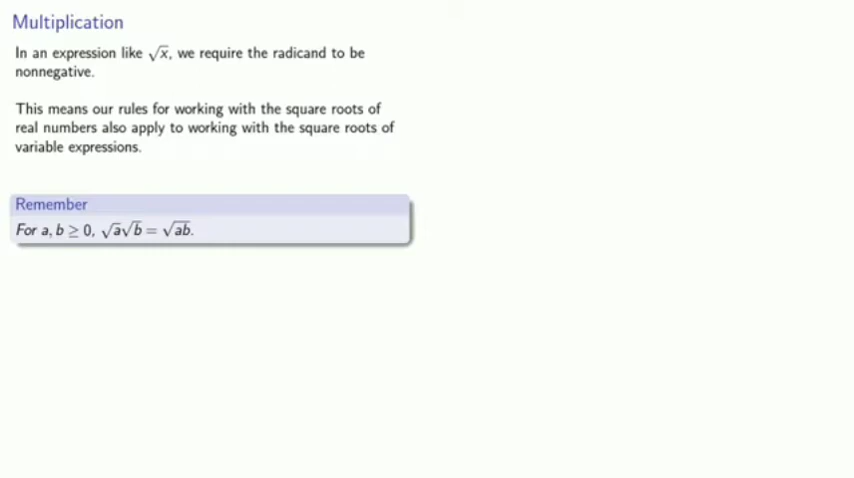 Multiplication
In an expression like √x, we require the radicand to be
nonnegative.
This means our rules for working with the square roots of
real numbers also apply to working with the square roots of
variable expressions.
Remember
For a, b ≥ 0, √a√b = √ab.